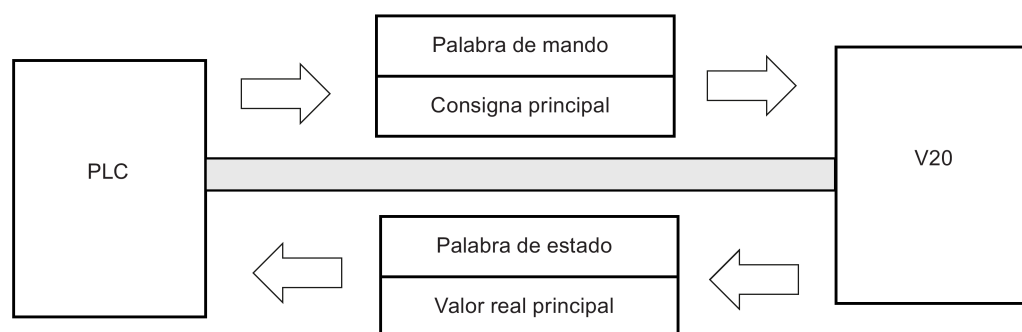 Palabra de mando
Consigna principal
PLC
V20
Palabra de estado
Valor real principal